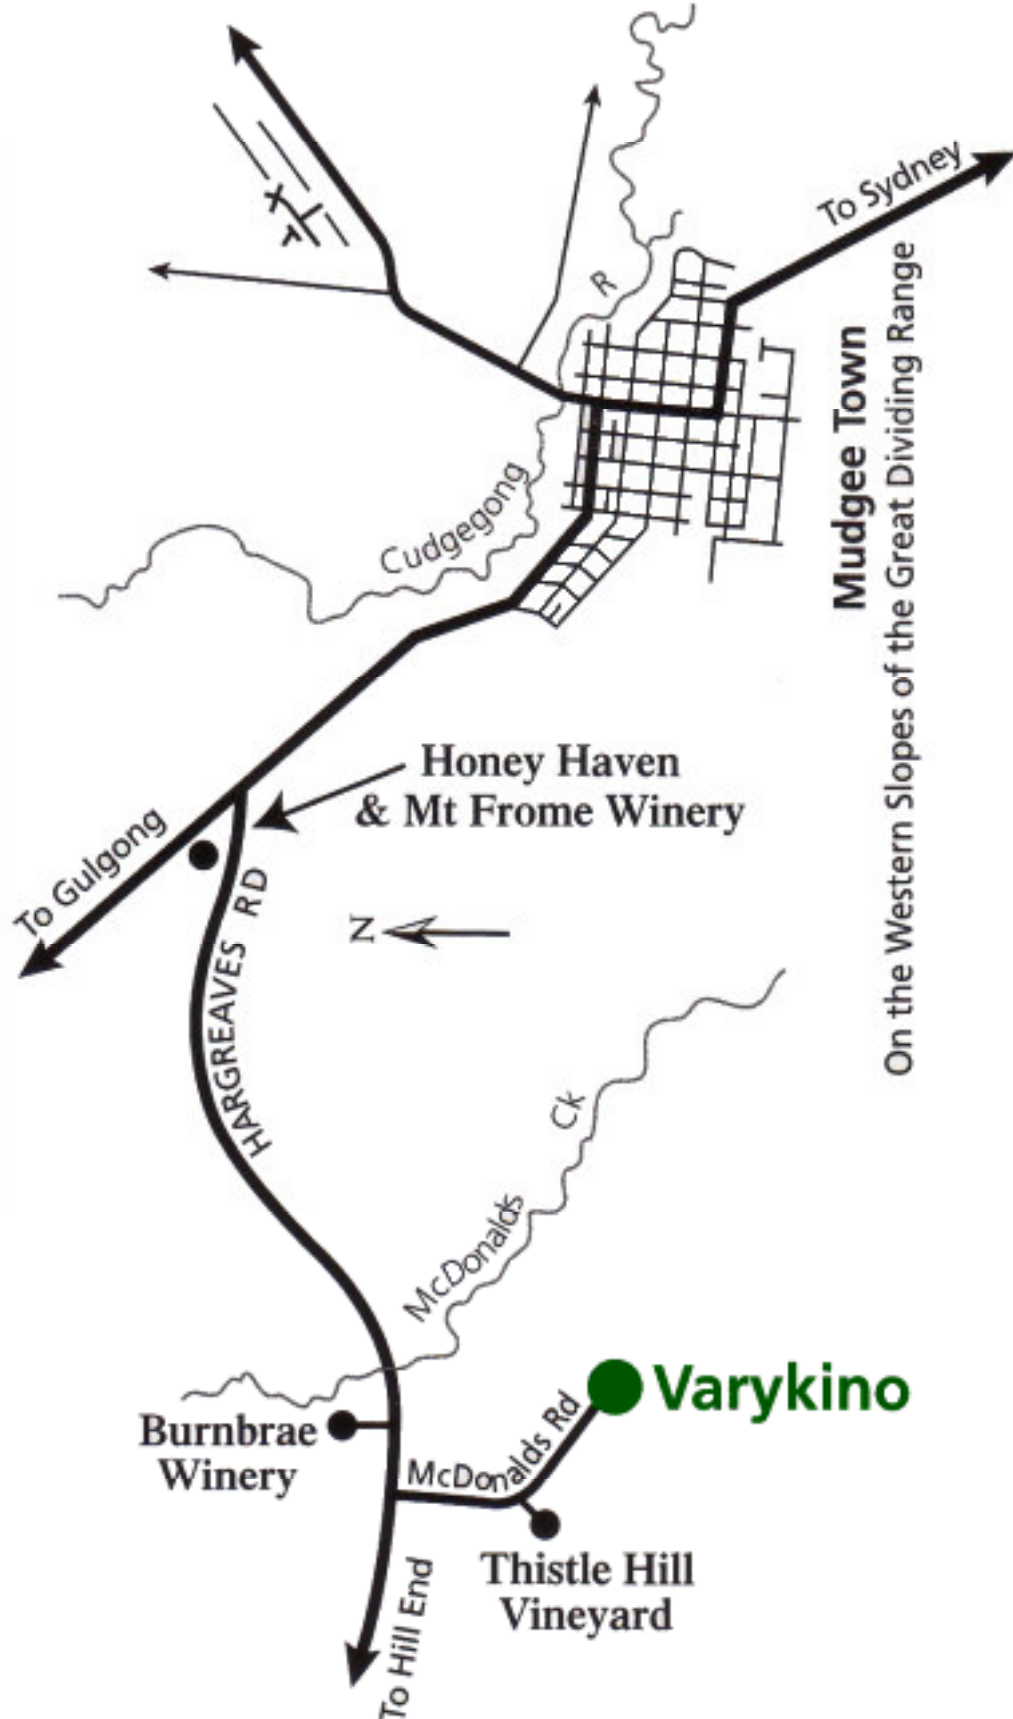 To Sydney
R
Mudgee Town
On the Western Slopes of the Great Dividing Range
Cudgegong
Honey Haven
& Mt Frome Winery
To Gulgong
HARGREAVES RD
N
McDonalds Ck
Varykino
Burnbrae
Winery
McDonalds Rd
Thistle Hill
Vineyard
To Hill End